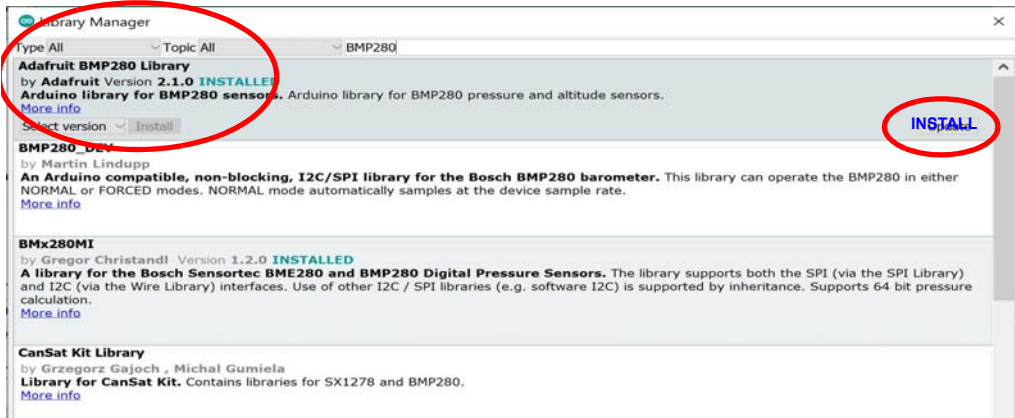 Library Manager
Type All Topic All BMP280
Adafruit BMP280 Library
by Adafruit Version 2.1.0 INSTALLED
Arduino library for BMP280 sensors. Arduino library for BMP280 pressure and altitude sensors.
More info
Select version Install INSTALL Update
BMP280_DEV
by Martin Lindupp
An Arduino compatible, non-blocking, I2C/SPI library for the Bosch BMP280 barometer. This library can operate the BMP280 in either
NORMAL or FORCED modes. NORMAL mode automatically samples at the device sample rate.
More info
BMx280MI
by Gregor Christandl Version 1.2.0 INSTALLED
A library for the Bosch Sensortec BME280 and BMP280 Digital Pressure Sensors. The library supports both the SPI (via the SPI Library)
and I2C (via the Wire Library) interfaces. Use of other I2C / SPI libraries (e.g. software I2C) is supported by inheritance. Supports 64 bit pressure
calculation.
More info
CanSat Kit Library
by Grzegorz Gajoch , Michal Gumiela
Library for CanSat Kit. Contains libraries for SX1278 and BMP280.
More info